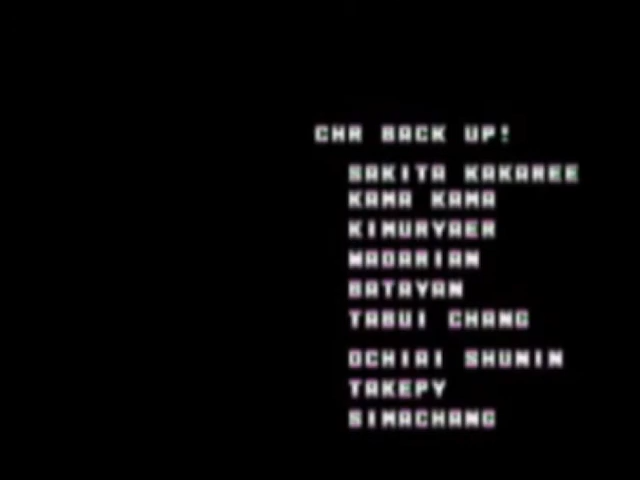 CHR BACK UP!
SAKITA KAKAREE
KAMA KAMA
KIMURYAER
MADARIAN
BATAYAN
TABUI CHANG
OCHIAI SHUNIN
TAKEPY
SIMACHANG